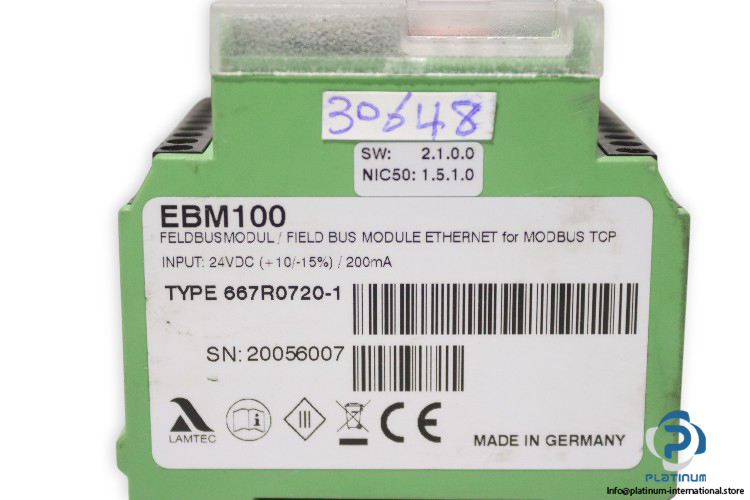 30648
SW: 2.1.0.0
NIC50: 1.5.1.0
EBM100
FELDBUSMODUL / FIELD BUS MODULE ETHERNET for MODBUS TCP
INPUT: 24VDC (+10/-15%) / 200mA
TYPE 667R0720-1
SN: 20056007
LAMTEC
i
III
CE
MADE IN GERMANY
PLATINUM
Info@platinum-international.store